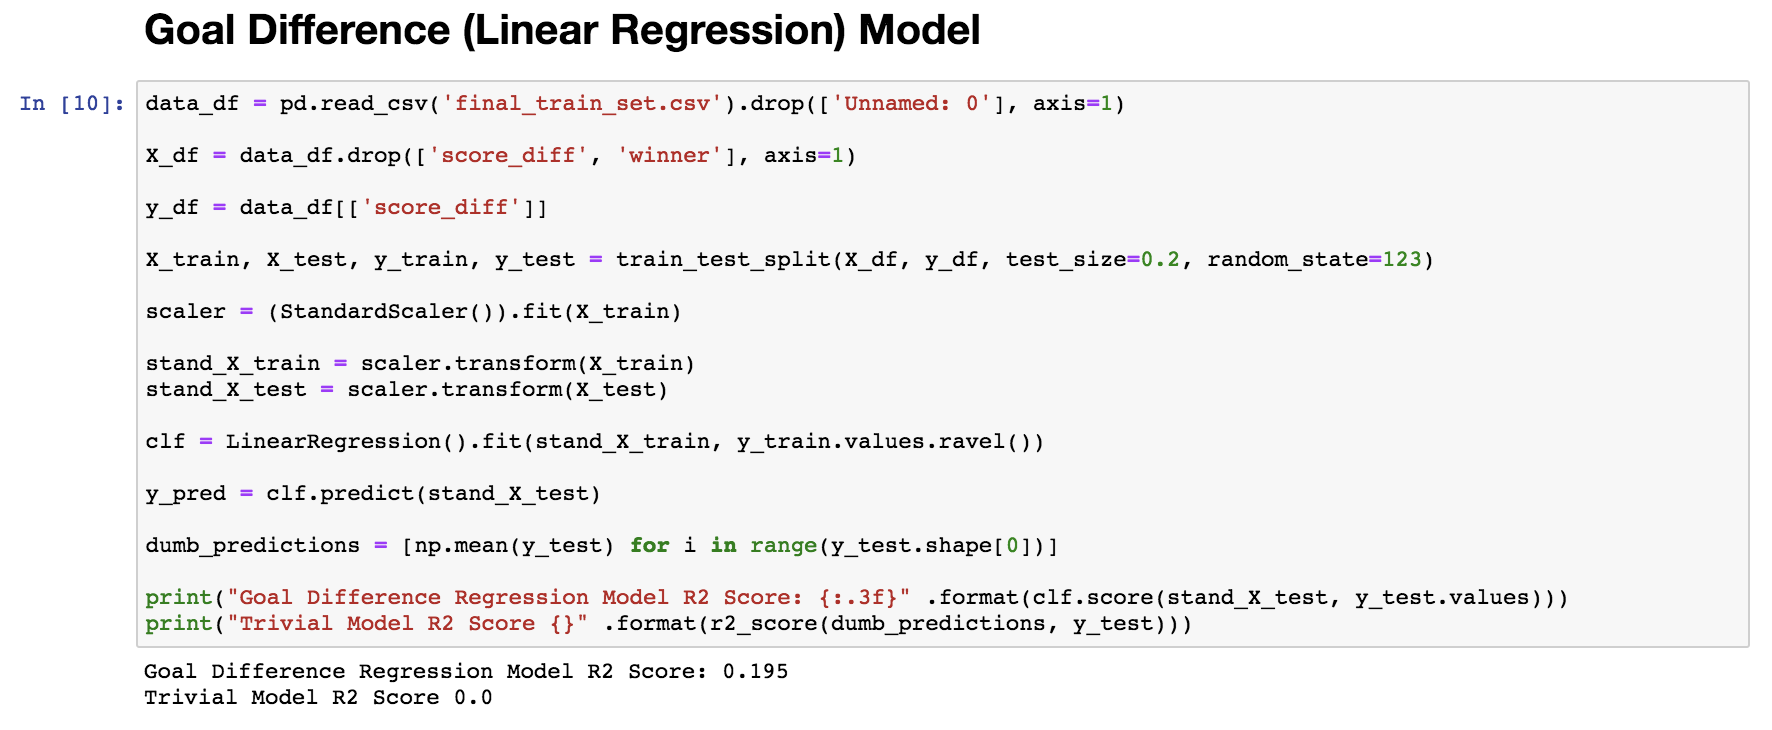 Goal Difference (Linear Regression) Model
In [10]:
data_df = pd.read_csv('final_train_set.csv').drop(['Unnamed: 0'], axis=1)
X_df = data_df.drop(['score_diff', 'winner'], axis=1)
y_df = data_df[['score_diff']]
X_train, X_test, y_train, y_test = train_test_split(X_df, y_df, test_size=0.2, random_state=123)
scaler = (StandardScaler()).fit(X_train)
stand_X_train = scaler.transform(X_train)
stand_X_test = scaler.transform(X_test)
clf = LinearRegression().fit(stand_X_train, y_train.values.ravel())
y_pred = clf.predict(stand_X_test)
dumb_predictions = [np.mean(y_test) for i in range(y_test.shape[0])]
print("Goal Difference Regression Model R2 Score: {:.3f}" .format(clf.score(stand_X_test, y_test.values)))
print("Trivial Model R2 Score {}" .format(r2_score(dumb_predictions, y_test)))
Goal Difference Regression Model R2 Score: 0.195
Trivial Model R2 Score 0.0